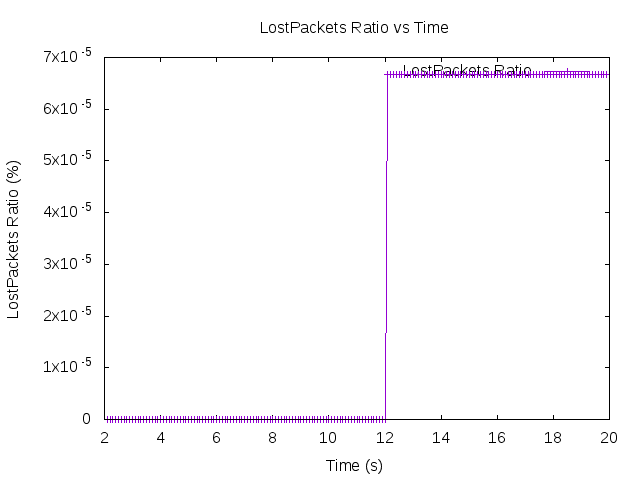 LostPackets Ratio vs Time
7x10^-5
LostPackets Ratio
6x10^-5
5x10^-5
4x10^-5
3x10^-5
2x10^-5
1x10^-5
0
LostPackets Ratio (%)
2 4 6 8 10 12 14 16 18 20
Time (s)